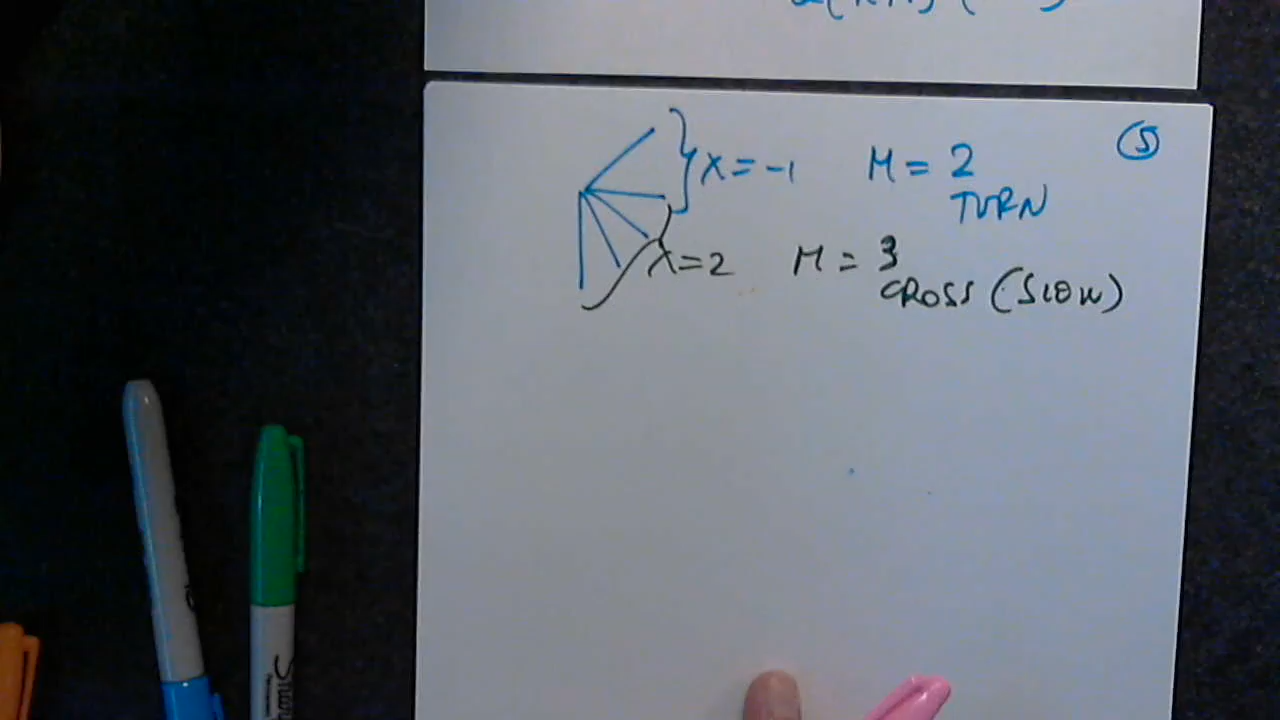 x = -1 M = 2
TURN
x = 2 M = 3
CROSS (SLOW)
5